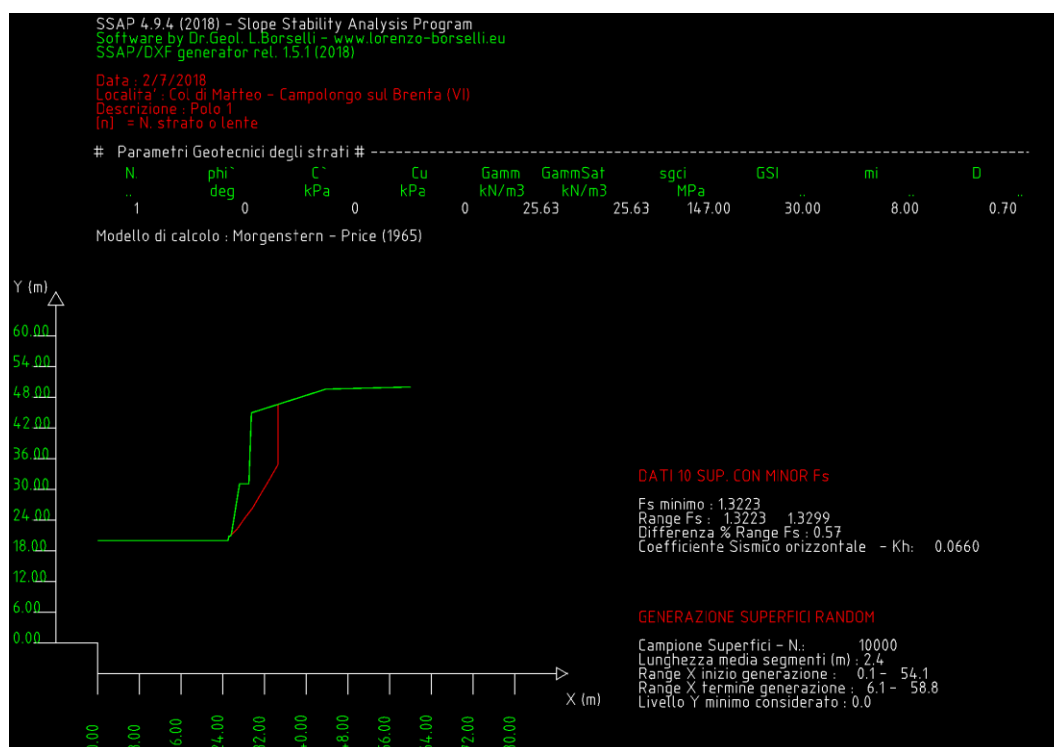 SSAP 4.9.4 (2018) - Slope Stability Analysis Program
Software by Dr.Geol. L.Borselli - www.lorenzo-borselli.eu
SSAP/DXF generator rel. 1.5.1 (2018)
Data : 2/7/2018
Localita' : Col di Matteo - Campolongo sul Brenta (VI)
Descrizione : Polo 1
[n] = N. strato o lente
# Parametri Geotecnici degli strati # ------------------------------------------------------------
N. phi` C` Cu Gamm GammSat sgci GSI mi D
.. deg kPa kPa kN/m3 kN/m3 MPa .. .. ..
1 0 0 0 25.63 25.63 147.00 30.00 8.00 0.70
Modello di calcolo : Morgenstern - Price (1965)
Y (m)
60.00
54.00
48.00
42.00
36.00
30.00
24.00
18.00
12.00
6.00
0.00
DATI 10 SUP. CON MINOR Fs
Fs minimo : 1.3223
Range Fs : 1.3223 1.3299
Differenza % Range Fs : 0.57
Coefficiente Sismico orizzontale - Kh: 0.0660
GENERAZIONE SUPERFICI RANDOM
Campione Superfici - N.: 10000
Lunghezza media segmenti (m) : 2.4
Range X inizio generazione : 0.1 - 54.1
Range X termine generazione : 6.1 - 58.8
Livello Y minimo considerato : 0.0
X (m)